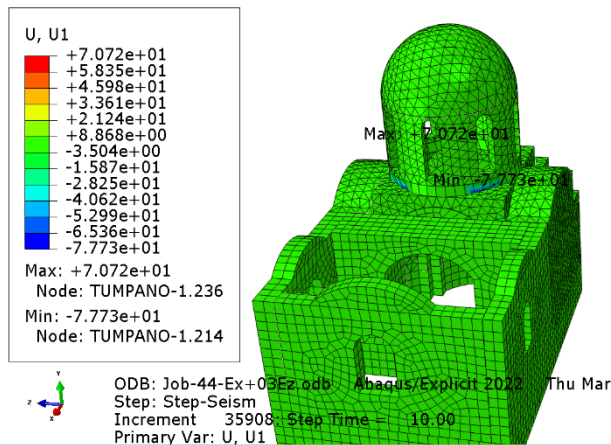 U, U1
+7.072e+01
+5.835e+01
+4.598e+01
+3.361e+01
+2.124e+01
+8.868e+00
-3.504e+00
-1.587e+01
-2.825e+01
-4.062e+01
-5.299e+01
-6.536e+01
-7.773e+01
Max: +7.072e+01
Node: TUMPANO-1.236
Min: -7.773e+01
Node: TUMPANO-1.214
Max: +7.072e+01
Min: -7.773e+01
Y
Z
X
ODB: Job-44-Ex+03Ez.odb Abaqus/Explicit 2022 Thu Mar
Step: Step-Seism
Increment 35908: Step Time = 10.00
Primary Var: U, U1